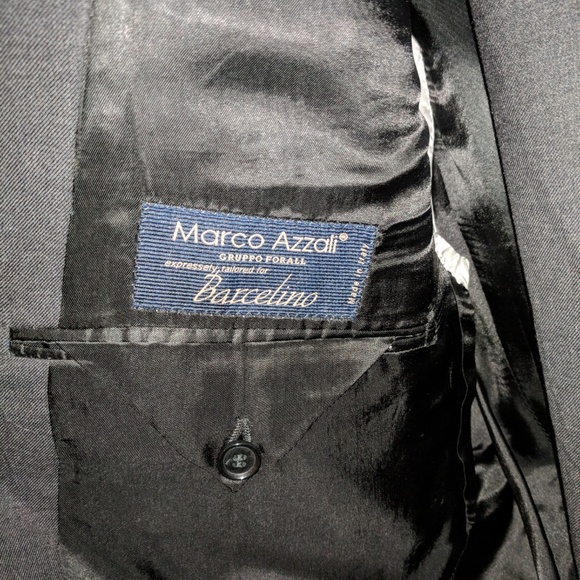 Marco Azzali®
GRUPPO FORALL
expressely tailored for
Barcelino
Made in Italy